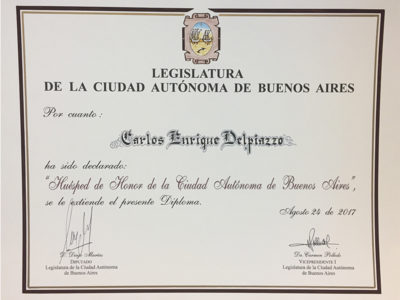 LEGISLATURA
DE LA CIUDAD AUTÓNOMA DE BUENOS AIRES
Por cuanto :
Carlos Enrique Delpiazzo
ha sido declarado:
"Huésped de Honor de la Ciudad Autónoma de Buenos Aires",
se le extiende el presente Diploma.
Agosto 24 de 2017
DIPUTADO
Legislatura de la Ciudad Autónoma
de Buenos Aires
Dra Carmen Polledo
VICEPRESIDENTE I
Legislatura de la Ciudad Autónoma
de Buenos Aires